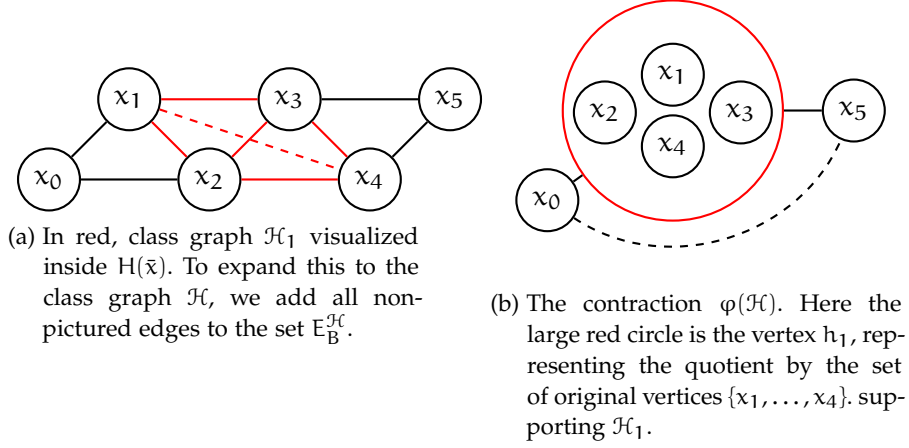 x₁ x₃ x₅
x₀ x₂ x₄
(a) In red, class graph ℋ₁ visualized
inside H(x̄). To expand this to the
class graph ℋ, we add all non-
pictured edges to the set E_B^ℋ.
x₁
x₂ x₃ x₅
x₄
x₀
(b) The contraction φ(ℋ). Here the
large red circle is the vertex h₁, rep-
resenting the quotient by the set
of original vertices {x₁, . . . , x₄}. sup-
porting ℋ₁.